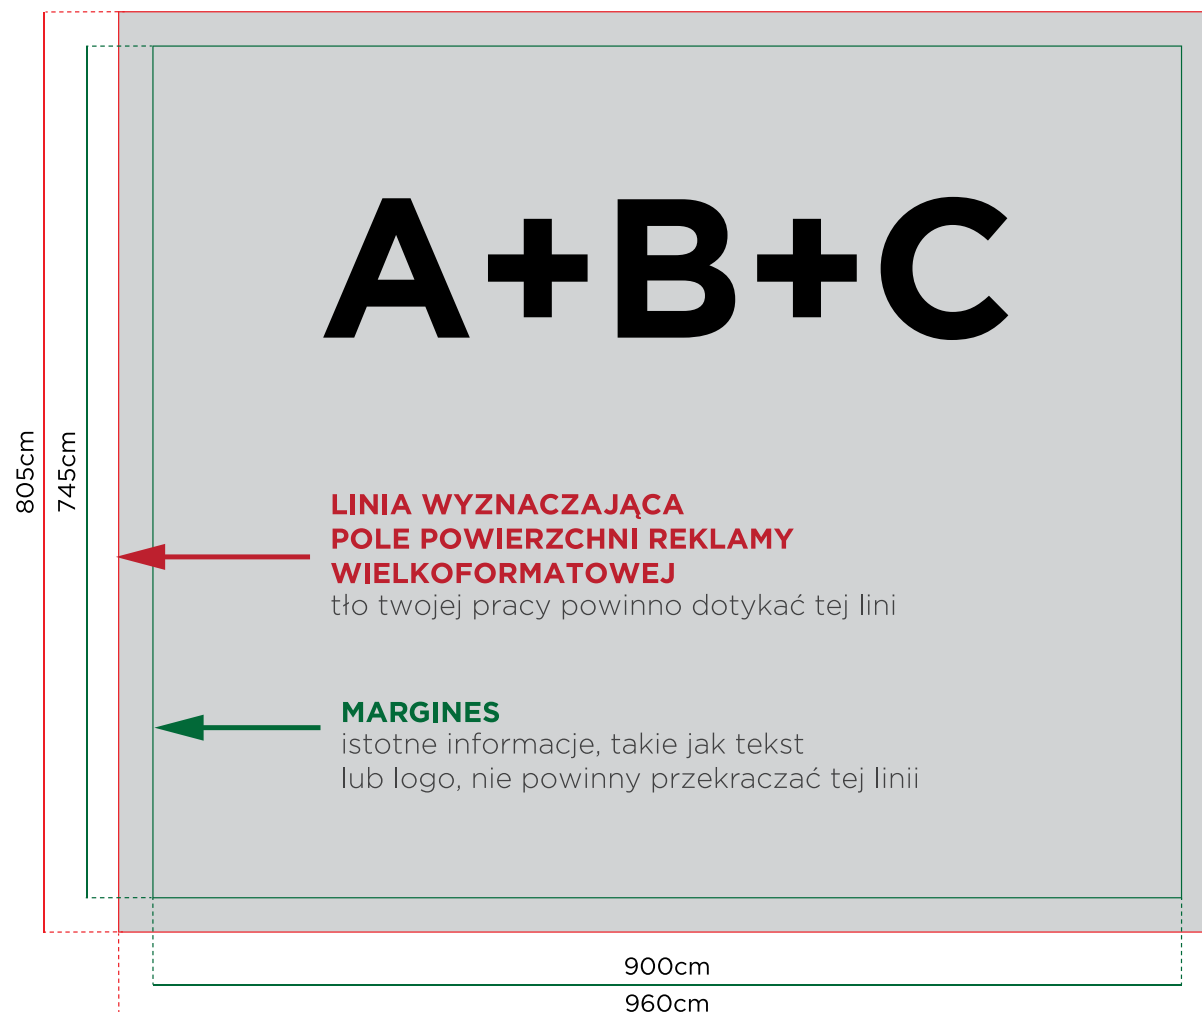 A+B+C
805cm
745cm
LINIA WYZNACZAJĄCA
POLE POWIERZCHNI REKLAMY
WIELKOFORMATOWEJ
tło twojej pracy powinno dotykać tej lini
MARGINES
istotne informacje, takie jak tekst
lub logo, nie powinny przekraczać tej linii
900cm
960cm